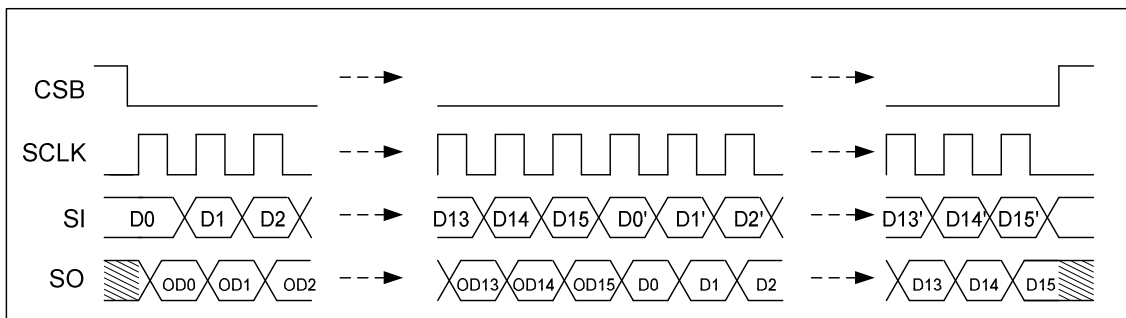 CSB
SCLK
SI D0 D1 D2 D13 D14 D15 D0' D1' D2' D13' D14' D15'
SO OD0 OD1 OD2 OD13 OD14 OD15 D0 D1 D2 D13 D14 D15